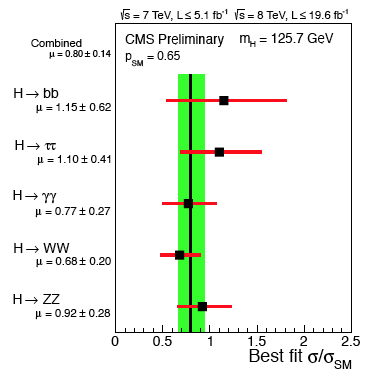 √s = 7 TeV, L ≤ 5.1 fb⁻¹ √s = 8 TeV, L ≤ 19.6 fb⁻¹
CMS Preliminary m_H = 125.7 GeV
p_SM = 0.65
Combined
μ = 0.80 ± 0.14
H → bb
μ = 1.15 ± 0.62
H → ττ
μ = 1.10 ± 0.41
H → γγ
μ = 0.77 ± 0.27
H → WW
μ = 0.68 ± 0.20
H → ZZ
μ = 0.92 ± 0.28
0 0.5 1 1.5 2 2.5
Best fit σ/σ_SM